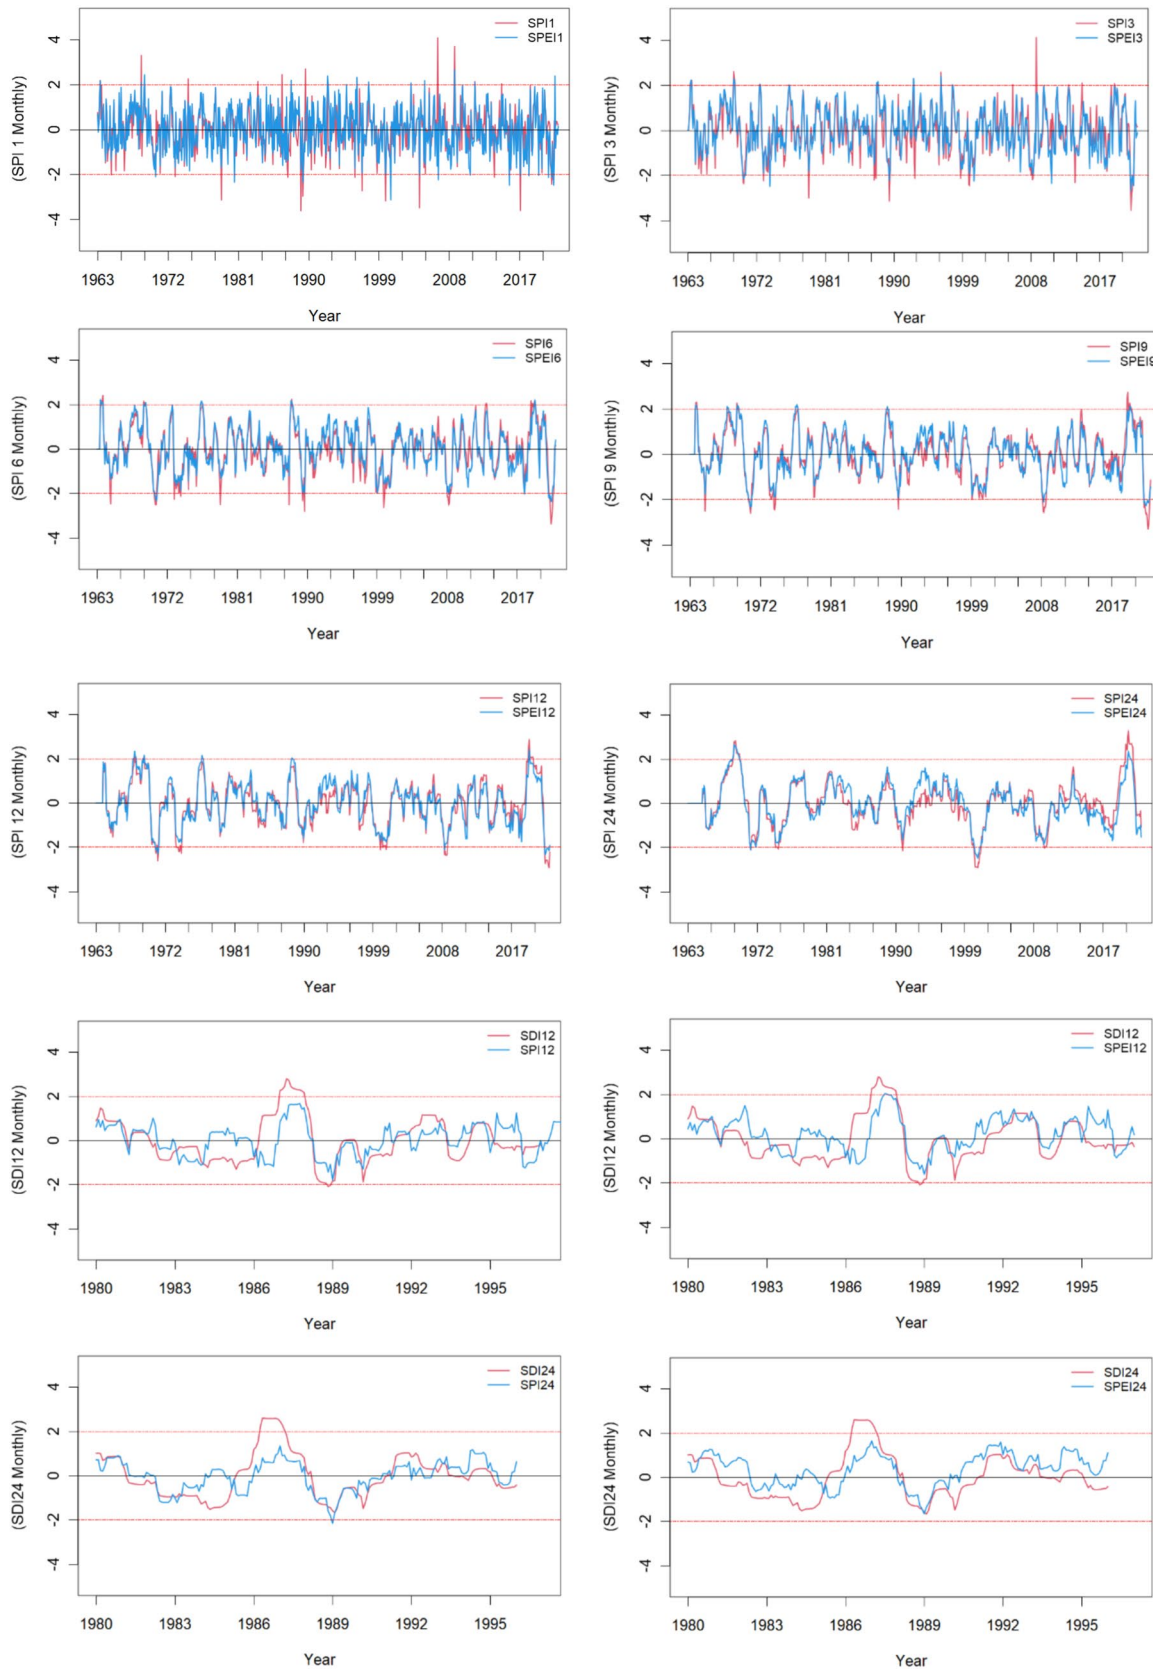 SPI1
SPEI1
(SPI 1 Monthly)
4
2
0
-2
-4
1963 1972 1981 1990 1999 2008 2017
Year
SPI3
SPEI3
(SPI 3 Monthly)
4
2
0
-2
-4
1963 1972 1981 1990 1999 2008 2017
Year
SPI6
SPEI6
(SPI 6 Monthly)
4
2
0
-2
-4
1963 1972 1981 1990 1999 2008 2017
Year
SPI9
SPEI9
(SPI 9 Monthly)
4
2
0
-2
-4
1963 1972 1981 1990 1999 2008 2017
Year
SPI12
SPEI12
(SPI 12 Monthly)
4
2
0
-2
-4
1963 1972 1981 1990 1999 2008 2017
Year
SPI24
SPEI24
(SPI 24 Monthly)
4
2
0
-2
-4
1963 1972 1981 1990 1999 2008 2017
Year
SDI12
SPI12
(SDI12 Monthly)
4
2
0
-2
-4
1980 1983 1986 1989 1992 1995
Year
SDI12
SPEI12
(SDI12 Monthly)
4
2
0
-2
-4
1980 1983 1986 1989 1992 1995
Year
SDI24
SPI24
(SDI24 Monthly)
4
2
0
-2
-4
1980 1983 1986 1989 1992 1995
Year
SDI24
SPEI24
(SDI24 Monthly)
4
2
0
-2
-4
1980 1983 1986 1989 1992 1995
Year